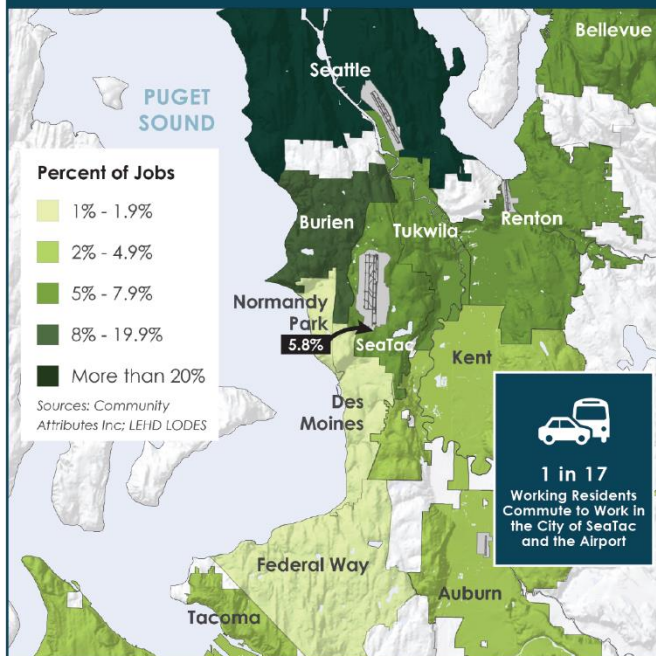 Bellevue
Seattle
PUGET
SOUND
Percent of Jobs
1% - 1.9%
2% - 4.9%
5% - 7.9%
8% - 19.9%
More than 20%
Sources: Community
Attributes Inc; LEHD LODES
Burien
Tukwila
Renton
Normandy
Park
5.8%
SeaTac
Kent
Des
Moines
1 in 17
Working Residents
Commute to Work in
the City of SeaTac
and the Airport
Federal Way
Auburn
Tacoma